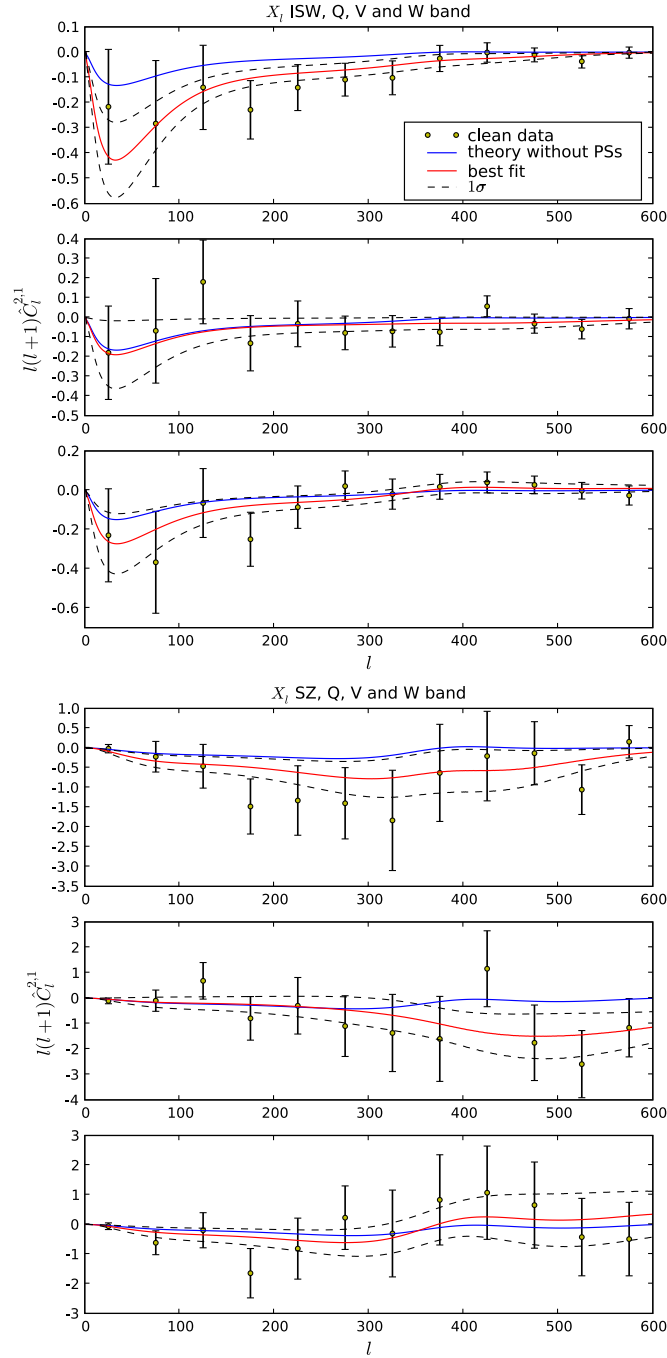 X_l ISW, Q, V and W band
0.0
-0.1
-0.2
-0.3
-0.4
-0.5
-0.6
clean data
theory without PSs
best fit
1σ
0 100 200 300 400 500 600
0.4
0.3
0.2
0.1
0.0
-0.1
-0.2
-0.3
-0.4
-0.5
l(l+1)Ĉ_l^{2,1}
0 100 200 300 400 500 600
0.2
0.0
-0.2
-0.4
-0.6
0 100 200 300 400 500 600
l
X_l SZ, Q, V and W band
1.0
0.5
0.0
-0.5
-1.0
-1.5
-2.0
-2.5
-3.0
-3.5
0 100 200 300 400 500 600
3
2
1
0
-1
-2
-3
-4
l(l+1)Ĉ_l^{2,1}
0 100 200 300 400 500 600
3
2
1
0
-1
-2
-3
0 100 200 300 400 500 600
l